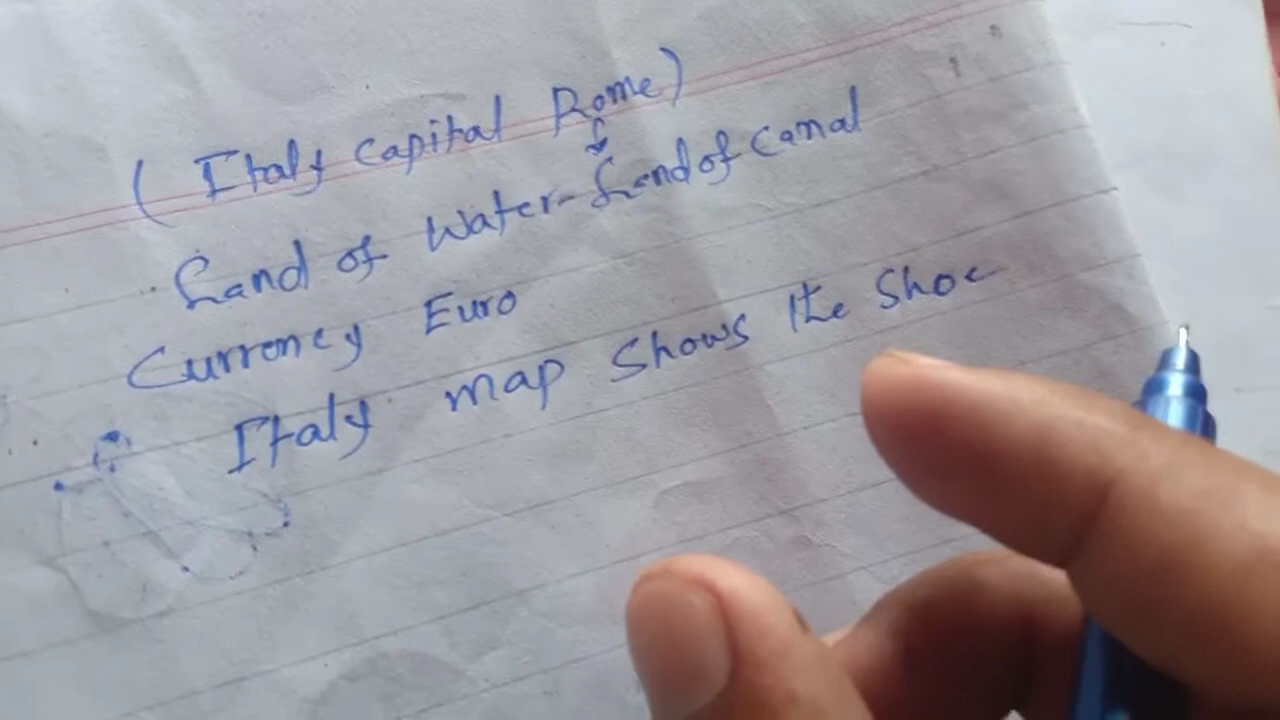 ( Italy Capital Rome)
Land of Water-Land of Canal
Currency Euro
Italy map Shows the Shoe